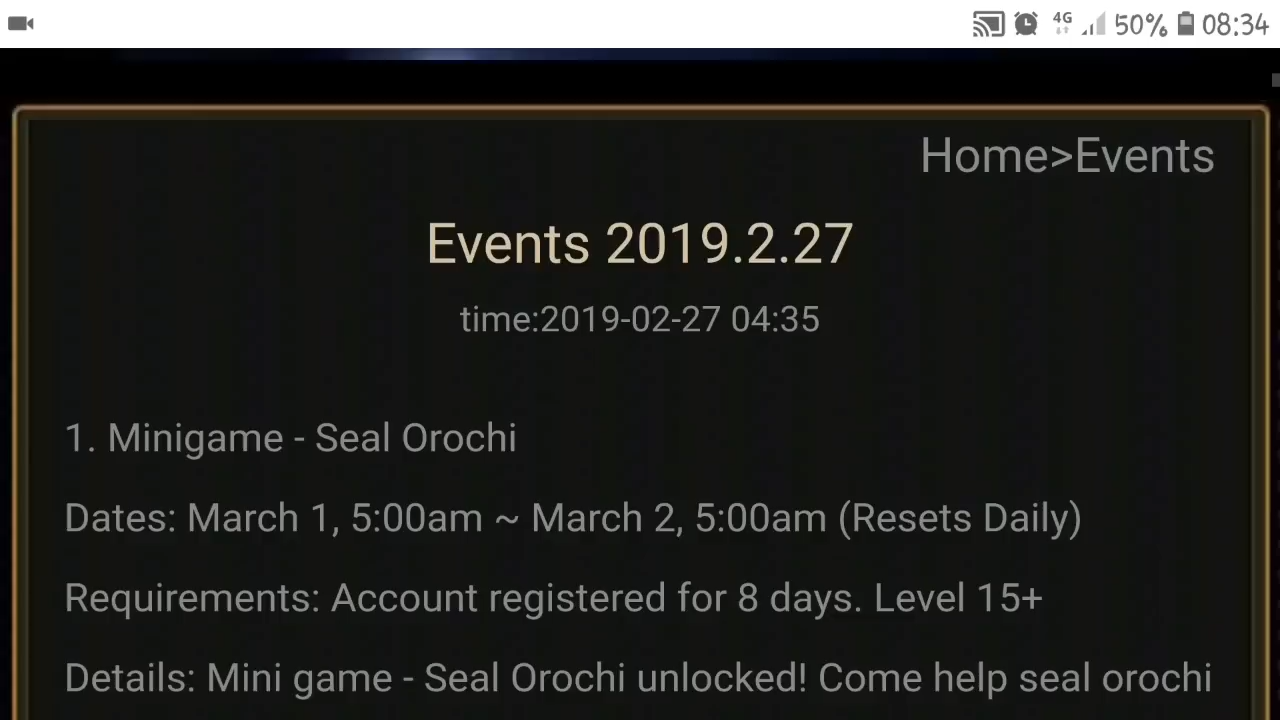 4G 50% 08:34
Home>Events
Events 2019.2.27
time:2019-02-27 04:35
1. Minigame - Seal Orochi
Dates: March 1, 5:00am ~ March 2, 5:00am (Resets Daily)
Requirements: Account registered for 8 days. Level 15+
Details: Mini game - Seal Orochi unlocked! Come help seal orochi